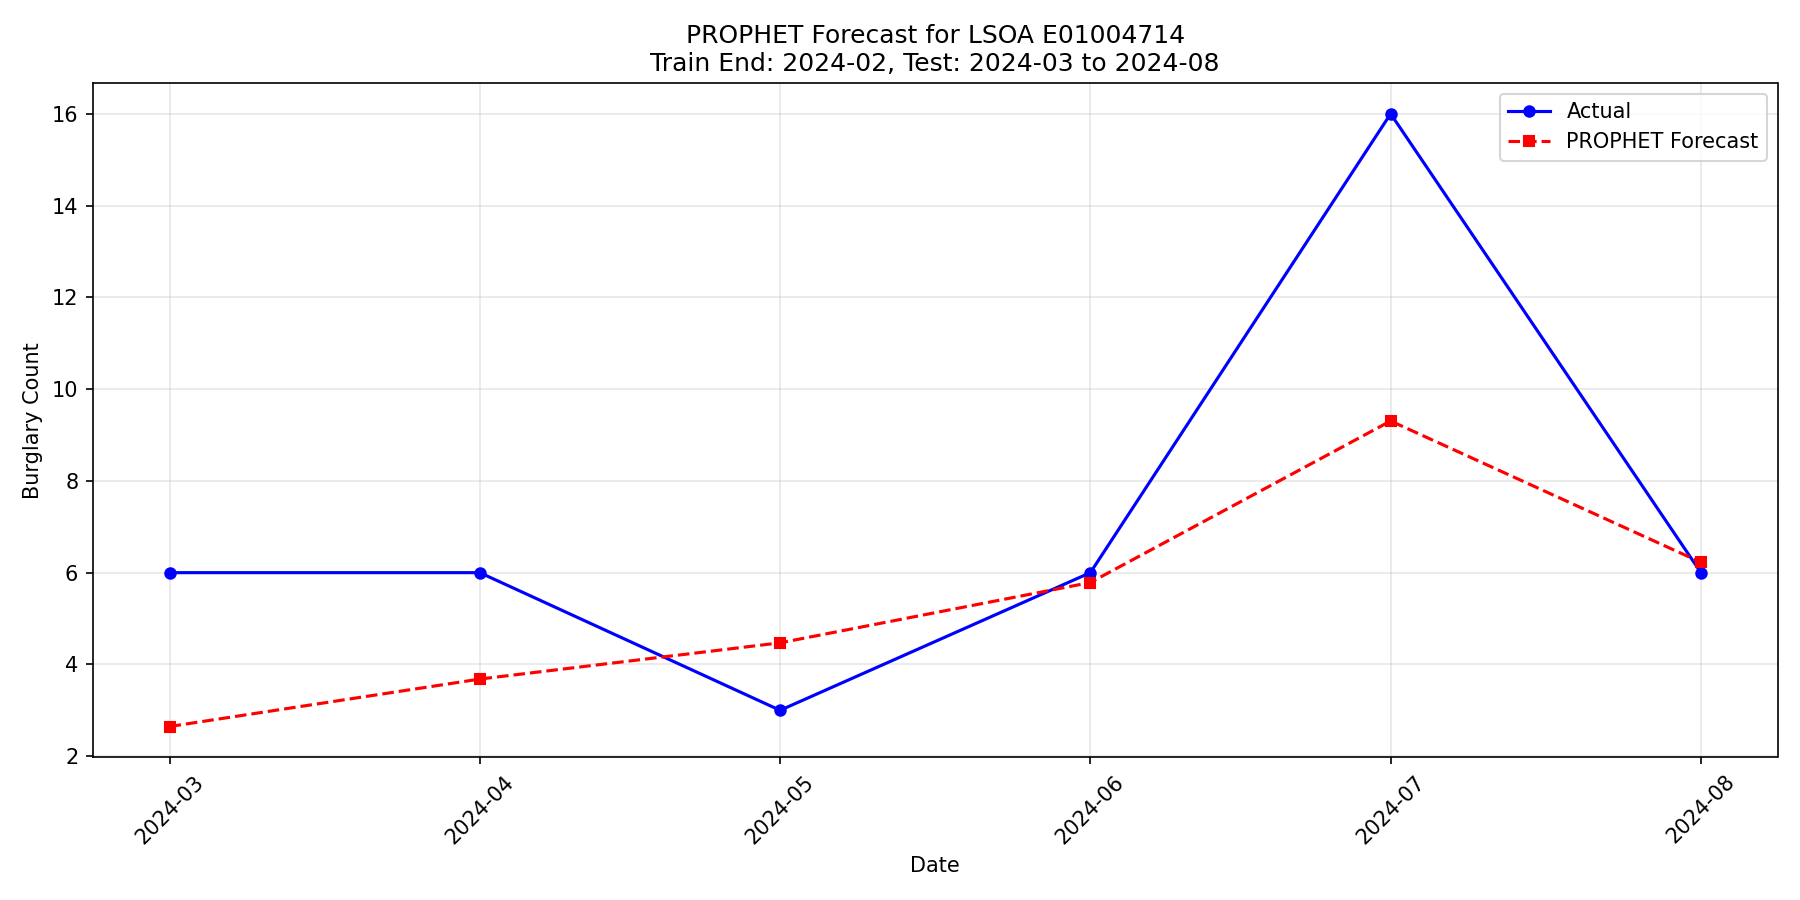 PROPHET Forecast for LSOA E01004714
Train End: 2024-02, Test: 2024-03 to 2024-08
Actual
PROPHET Forecast
Burglary Count
16
14
12
10
8
6
4
2
2024-03
2024-04
2024-05
2024-06
2024-07
2024-08
Date